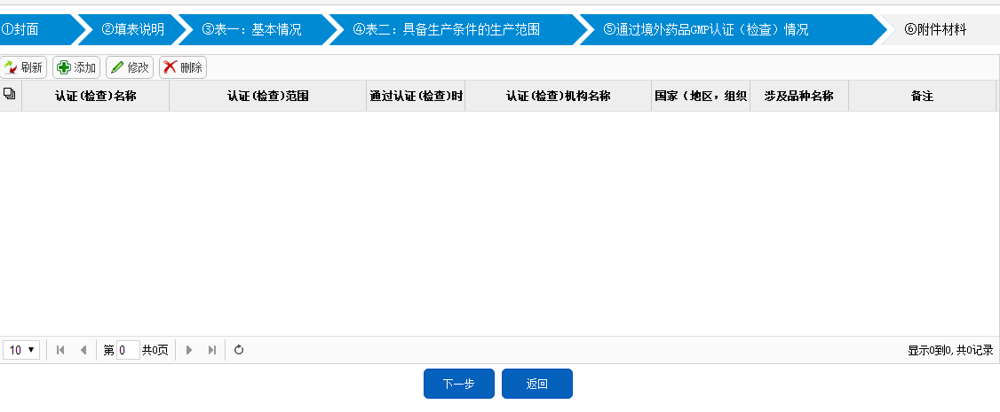 ①封面 ②填表说明 ③表一：基本情况 ④表二：具备生产条件的生产范围 ⑤通过境外药品GMP认证（检查）情况 ⑥附件材料
刷新 添加 修改 删除
认证(检查)名称 认证(检查)范围 通过认证(检查)时 认证(检查)机构名称 国家（地区，组织 涉及品种名称 备注
10 第 0 共0页 显示0到0,共0记录
下一步 返回